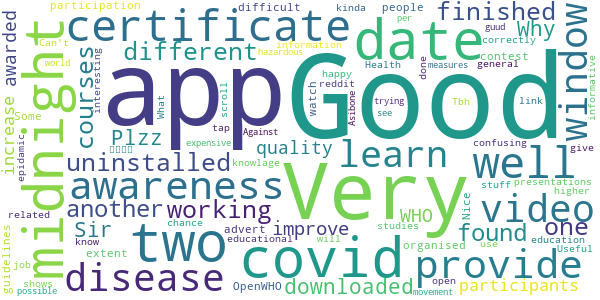 participation
difficult
kinda
people
per
guud
certificate
date
finished
Why
window
Can't
world
awarded
different
hazardous
information
participation
Health
measures
correctly
contest
general
courses
interesting
What
app
Good
watch
happy
reddit
done
trying
see
Tbh
link
informative
increase
Some
epidamic
midnight
Plzz
Against
tap
scroll
Asibome
confusing
give
uninstalled
quality
expensive
knowlage
learn
well
stuff
presentations
higher
awareness
Very
another
working
WHO
Nice
video
one
found
studies
education
Useful
related
know
Sir
improve
advert
chance
educational
will
organised
use
guidelines
job
shows
possible
extent
two
covid
provide
disease
OpenWHO
downloaded
open
movement
participants